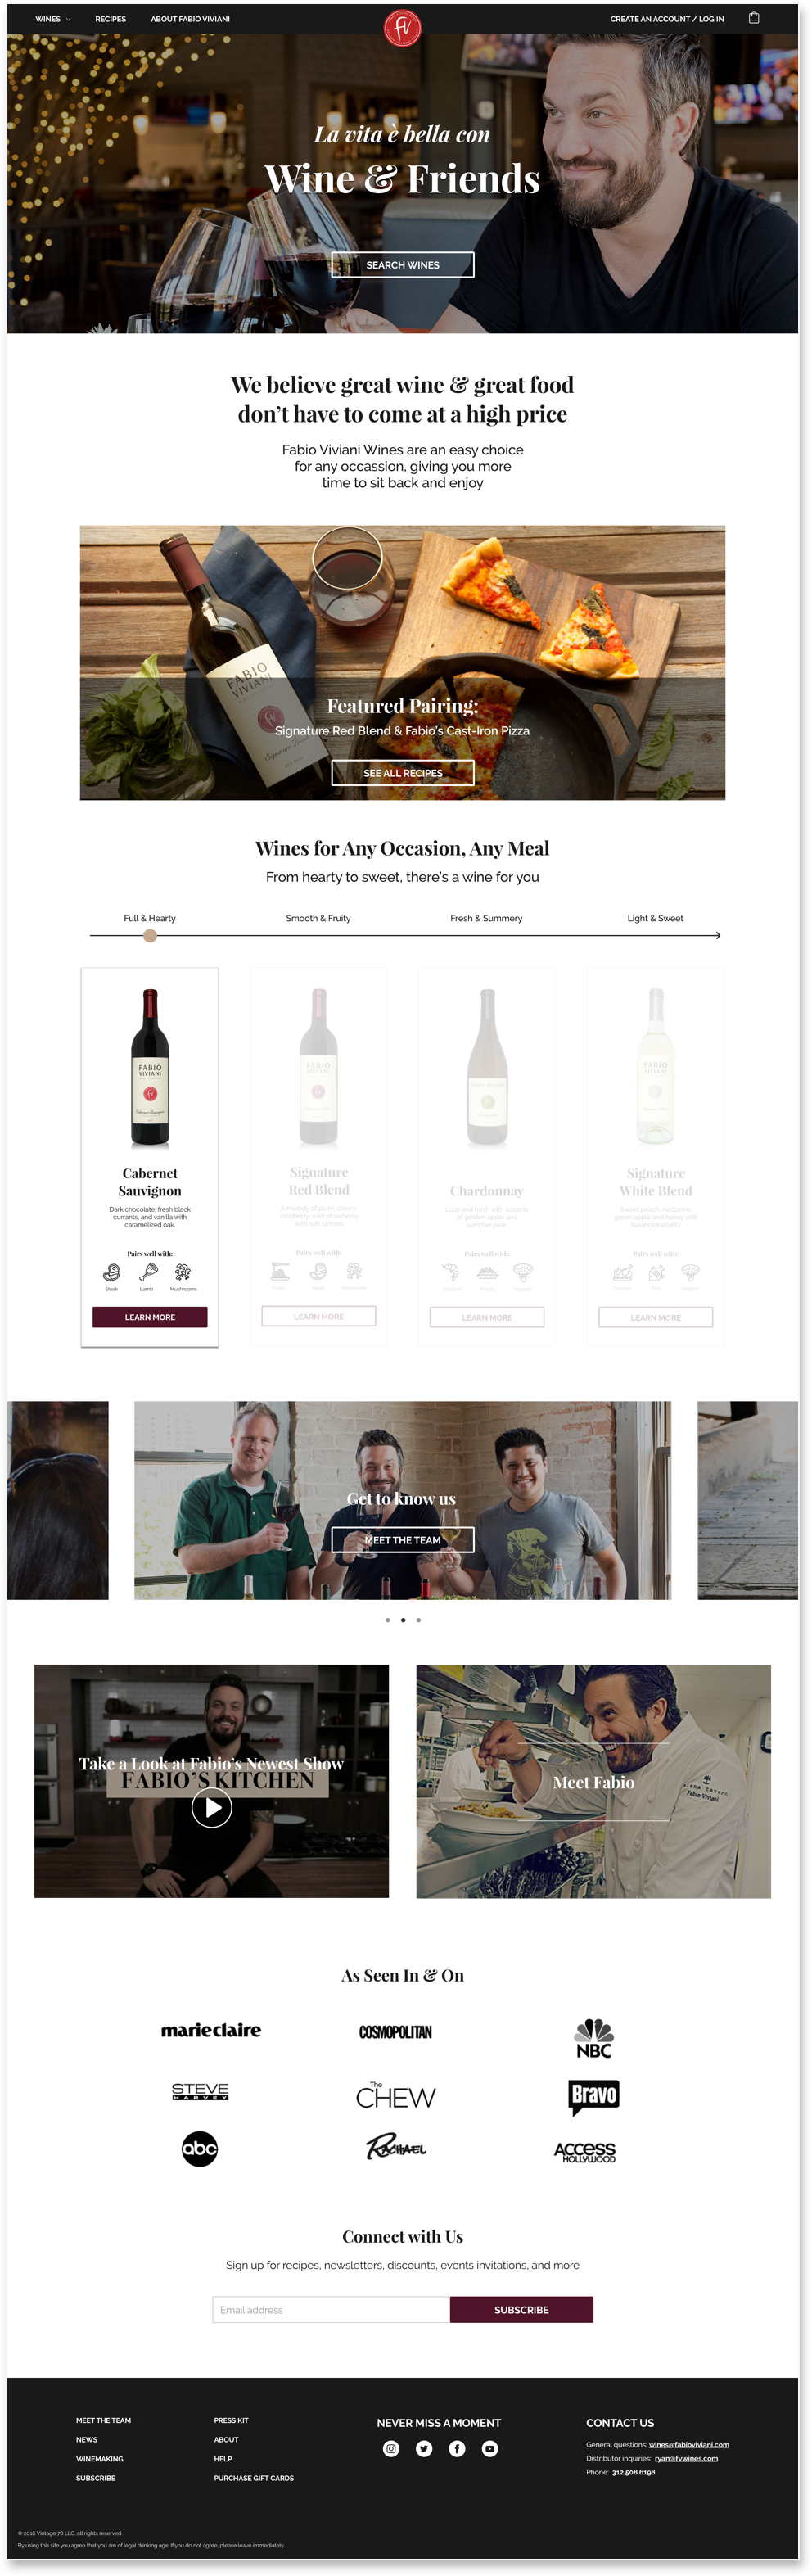 WINES
RECIPES
ABOUT FABIO VIVIANI
fv
CREATE AN ACCOUNT / LOG IN
La vita è bella con
Wine & Friends
SEARCH WINES
We believe great wine & great food
don't have to come at a high price
Fabio Viviani Wines are an easy choice
for any occassion, giving you more
time to sit back and enjoy
FABIO
VIVIANI
Featured Pairing:
Signature Red Blend & Fabio's Cast-Iron Pizza
SEE ALL RECIPES
Wines for Any Occasion, Any Meal
From hearty to sweet, there's a wine for you
Full & Hearty
Smooth & Fruity
Fresh & Summery
Light & Sweet
FABIO
VIVIANI
Cabernet
Sauvignon
Dark chocolate, fresh black
currants, and vanilla with
caramelized oak.
Pairs well with:
Steak
Lamb
Mushrooms
LEARN MORE
FABIO
VIVIANI
Signature
Red Blend
A melody of plum, cherry,
raspberry, wild strawberry
with soft tannins.
Pairs well with:
Steak
Mushrooms
LEARN MORE
Chardonnay
Lush and fresh with accents
of golden apple and
summer pear.
Pairs well with:
LEARN MORE
FABIO
VIVIANI
Signature
White Blend
Sweet peach, nectarine,
green apple and honey with
balanced acidity.
Pairs well with:
Chicken
Fish
LEARN MORE
Get to know us
MEET THE TEAM
Take a Look at Fabio's Newest Show
FABIO'S KITCHEN
siena tavern
Fabio Viviani
Meet Fabio
As Seen In & On
marie claire
COSMOPOLITAN
NBC
STEVE
HARVEY
The
CHEW
Bravo
abc
RACHAEL
ACCESS
HOLLYWOOD
Connect with Us
Sign up for recipes, newsletters, discounts, events invitations, and more
Email address
SUBSCRIBE
MEET THE TEAM
NEWS
WINEMAKING
SUBSCRIBE
PRESS KIT
ABOUT
HELP
PURCHASE GIFT CARDS
NEVER MISS A MOMENT
CONTACT US
General questions: wines@fabioviviani.com
Distributor inquiries: ryan@fvwines.com
Phone: 312.508.6198
© 2016 Vintage 78 LLC, all rights reserved.
By using this site you agree that you are of legal drinking age. If you do not agree, please leave immediately.